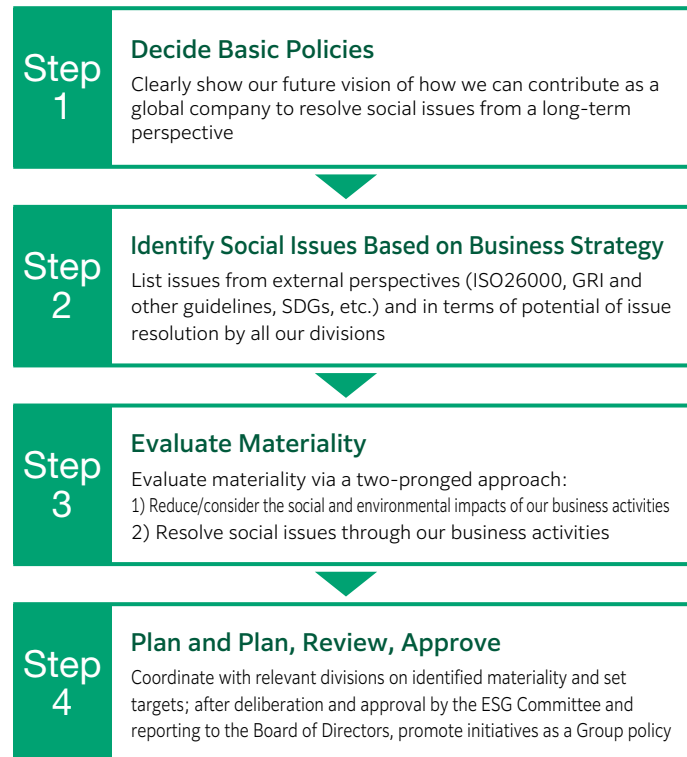 Step
1
Decide Basic Policies
Clearly show our future vision of how we can contribute as a
global company to resolve social issues from a long-term
perspective
Step
2
Identify Social Issues Based on Business Strategy
List issues from external perspectives (ISO26000, GRI and
other guidelines, SDGs, etc.) and in terms of potential of issue
resolution by all our divisions
Step
3
Evaluate Materiality
Evaluate materiality via a two-pronged approach:
1) Reduce/consider the social and environmental impacts of our business activities
2) Resolve social issues through our business activities
Step
4
Plan and Plan, Review, Approve
Coordinate with relevant divisions on identified materiality and set
targets; after deliberation and approval by the ESG Committee and
reporting to the Board of Directors, promote initiatives as a Group policy